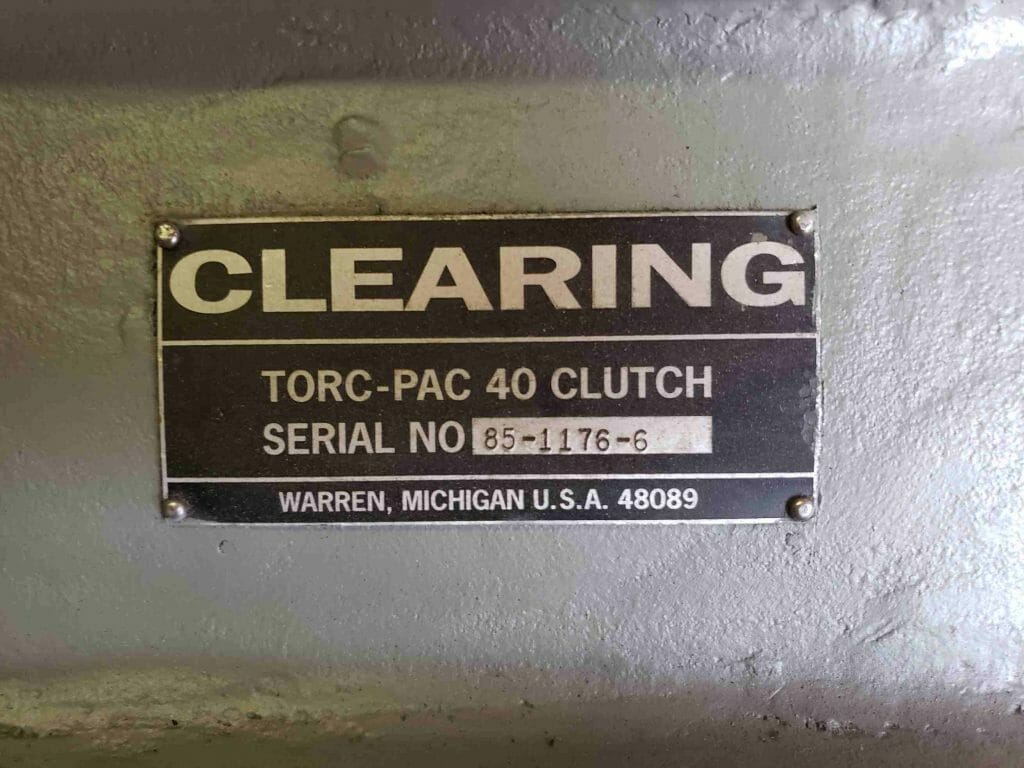 CLEARING
TORC-PAC 40 CLUTCH
SERIAL NO 85-1176-6
WARREN, MICHIGAN U.S.A. 48089